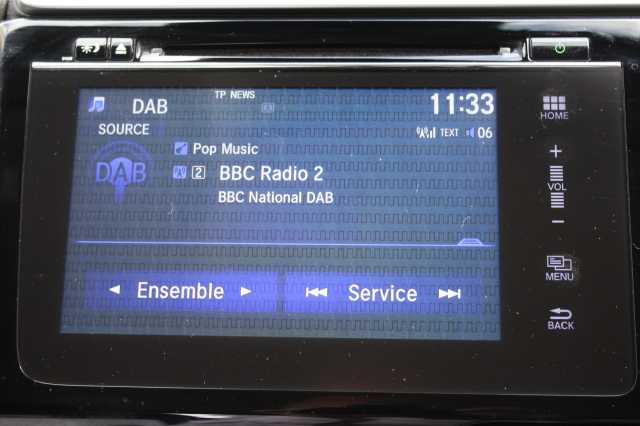 TP NEWS
DAB
11:33
SOURCE
TEXT 06
DAB
Pop Music
2 BBC Radio 2
BBC National DAB
Ensemble
Service
HOME
+
VOL
-
MENU
BACK